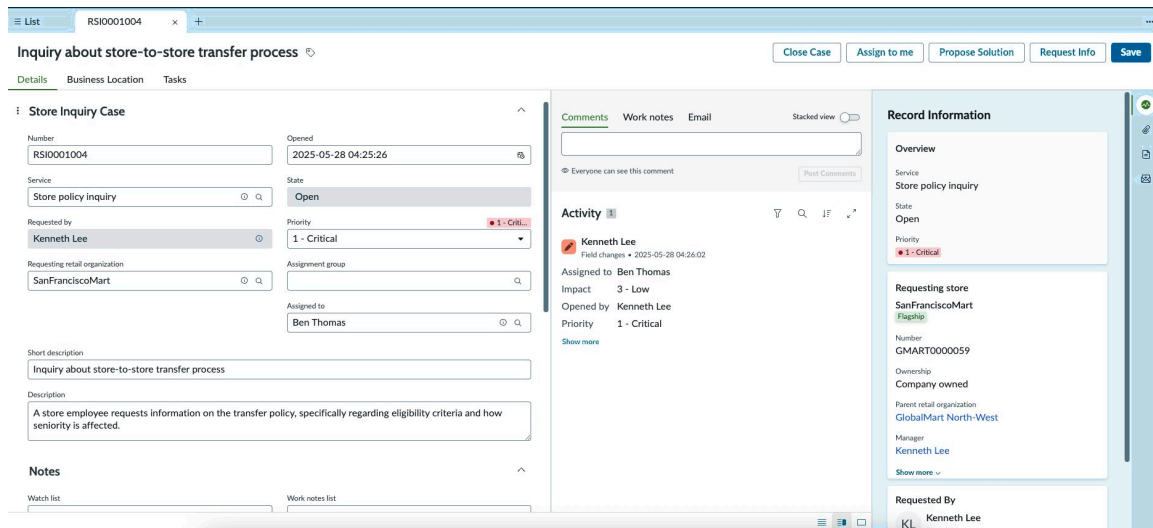 List
RSI0001004
Inquiry about store-to-store transfer process
Close Case
Assign to me
Propose Solution
Request Info
Save
Details
Business Location
Tasks
Store Inquiry Case
Number
RSI0001004
Opened
2025-05-28 04:25:26
Service
Store policy inquiry
State
Open
Requested by
Kenneth Lee
Priority
1 - Criti...
1 - Critical
Requesting retail organization
SanFranciscoMart
Assignment group
Assigned to
Ben Thomas
Short description
Inquiry about store-to-store transfer process
Description
A store employee requests information on the transfer policy, specifically regarding eligibility criteria and how
seniority is affected.
Notes
Watch list
Work notes list
Comments
Work notes
Email
Stacked view
Everyone can see this comment
Post Comments
Activity 1
Kenneth Lee
Field changes • 2025-05-28 04:26:02
Assigned to Ben Thomas
Impact 3 - Low
Opened by Kenneth Lee
Priority 1 - Critical
Show more
Record Information
Overview
Service
Store policy inquiry
State
Open
Priority
1 - Critical
Requesting store
SanFranciscoMart
Flagship
Number
GMART0000059
Ownership
Company owned
Parent retail organization
GlobalMart North-West
Manager
Kenneth Lee
Show more
Requested By
KL
Kenneth Lee